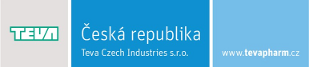 TEVA
Česká republika
Teva Czech Industries s.r.o.
www.tevapharm.cz